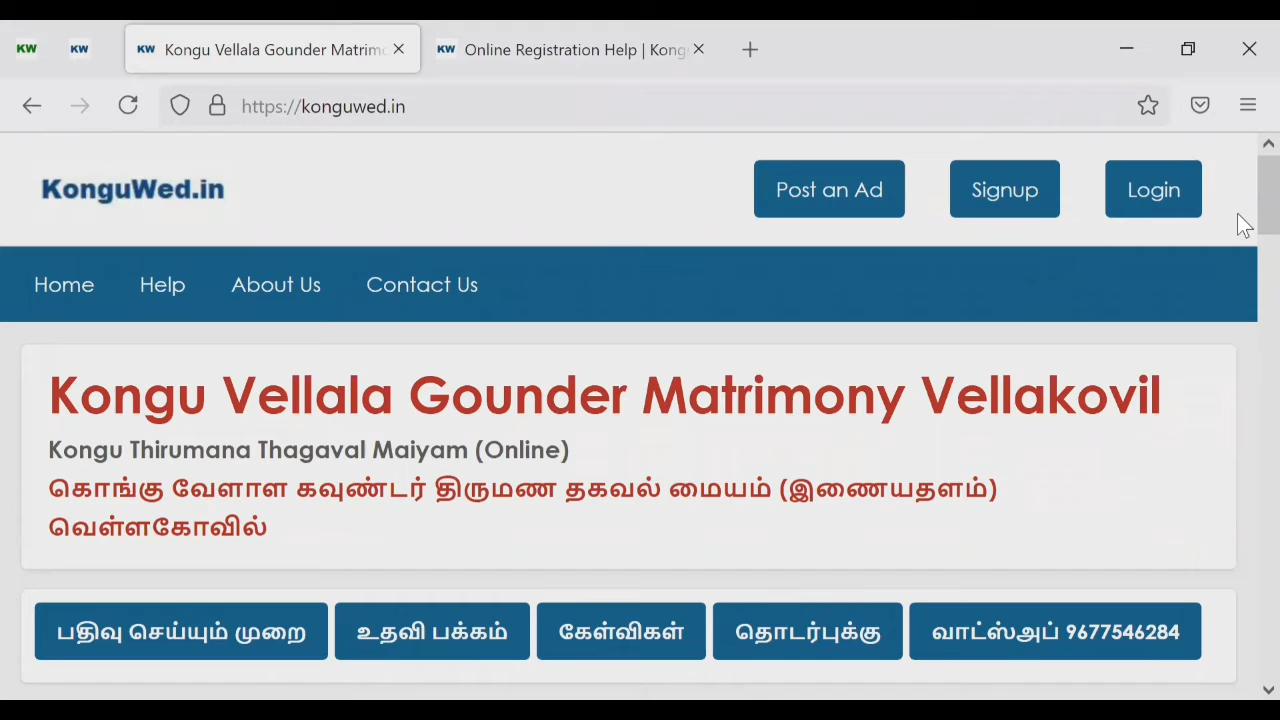 KW KW KW Kongu Vellala Gounder Matrim KW Online Registration Help | Kong
https://konguwed.in
KonguWed.in Post an Ad Signup Login
Home Help About Us Contact Us
Kongu Vellala Gounder Matrimony Vellakovil
Kongu Thirumana Thagaval Maiyam (Online)
கொங்கு வேளாள கவுண்டர் திருமண தகவல் மையம் (இணையதளம்)
வெள்ளகோவில்
பதிவு செய்யும் முறை உதவி பக்கம் கேள்விகள் தொடர்புக்கு வாட்ஸ்அப் 9677546284